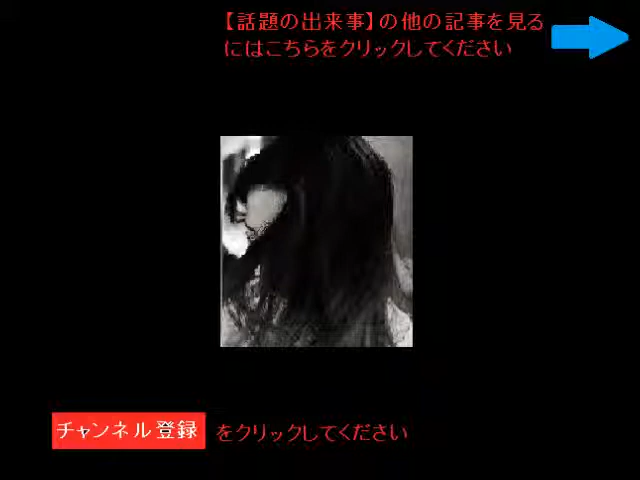 【話題の出来事】の他の記事を見る
にはこちらをクリックしてください
チャンネル登録 をクリックしてください